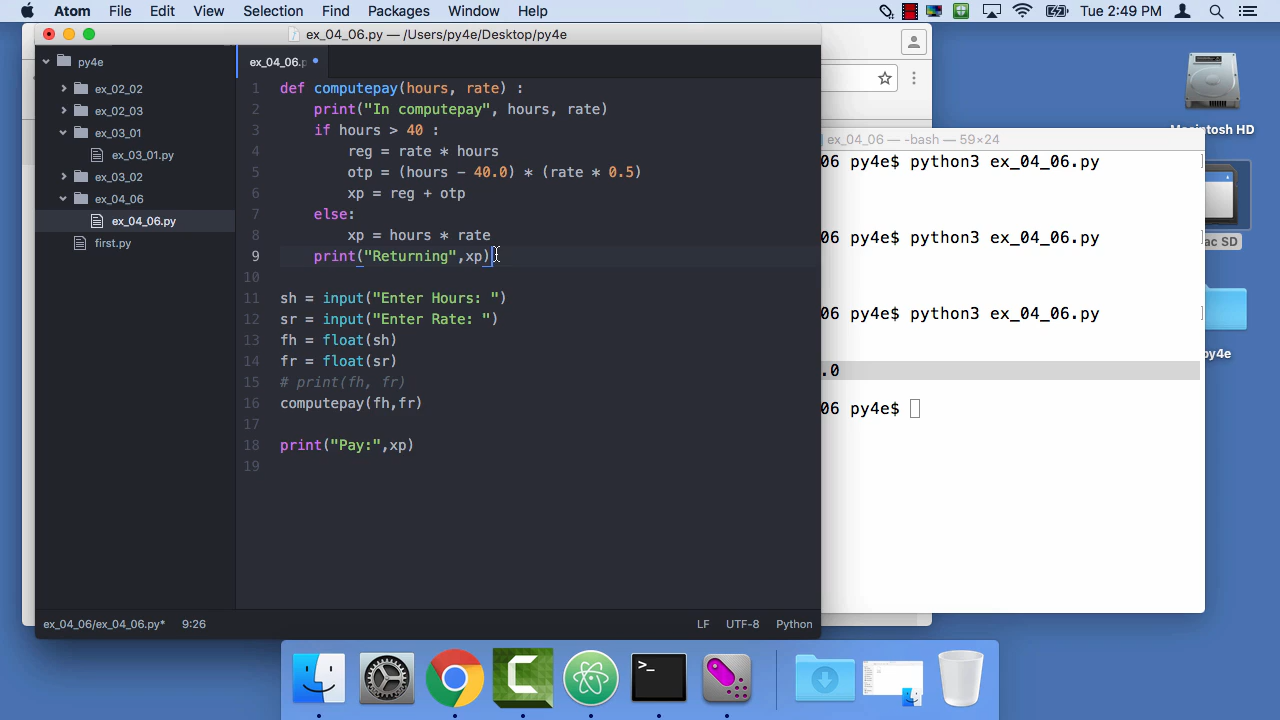 Atom File Edit View Selection Find Packages Window Help Tue 2:49 PM
ex_04_06.py — /Users/py4e/Desktop/py4e
py4e
ex_02_02
ex_02_03
ex_03_01
ex_03_01.py
ex_03_02
ex_04_06
ex_04_06.py
first.py
ex_04_06.p
1 def computepay(hours, rate) :
2 print("In computepay", hours, rate)
3 if hours > 40 :
4 reg = rate * hours
5 otp = (hours - 40.0) * (rate * 0.5)
6 xp = reg + otp
7 else:
8 xp = hours * rate
9 print("Returning",xp)
10
11 sh = input("Enter Hours: ")
12 sr = input("Enter Rate: ")
13 fh = float(sh)
14 fr = float(sr)
15 # print(fh, fr)
16 computepay(fh,fr)
17
18 print("Pay:",xp)
19
ex_04_06/ex_04_06.py* 9:26 LF UTF-8 Python
ex_04_06 — -bash — 59×24
06 py4e$ python3 ex_04_06.py
06 py4e$ python3 ex_04_06.py
06 py4e$ python3 ex_04_06.py
.0
06 py4e$
Macintosh HD
ac SD
py4e